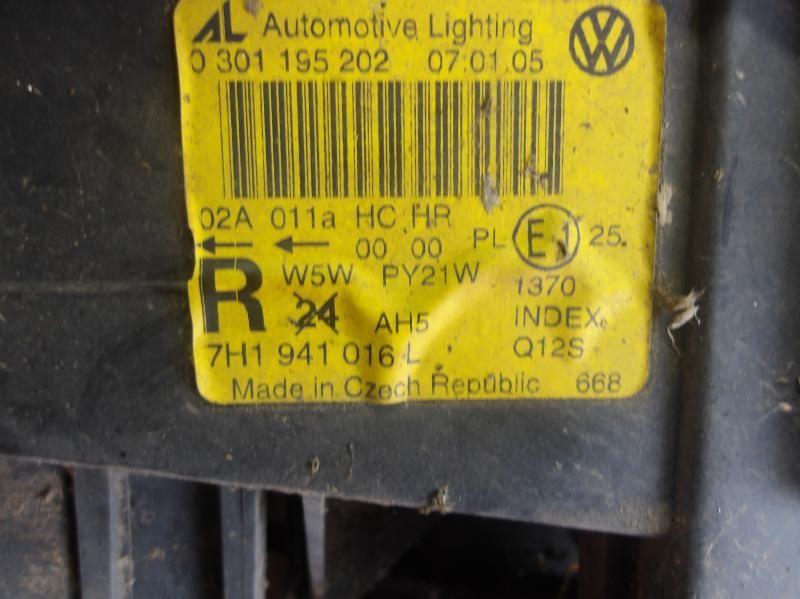 AL Automotive Lighting
0 301 195 202 07.01.05
VW
02A 011a HC HR
00 00 PL E1 25
W5W PY21W 1370
R 24 AH5 INDEX
7H1 941 016 L Q12S
Made in Czech Republic 668